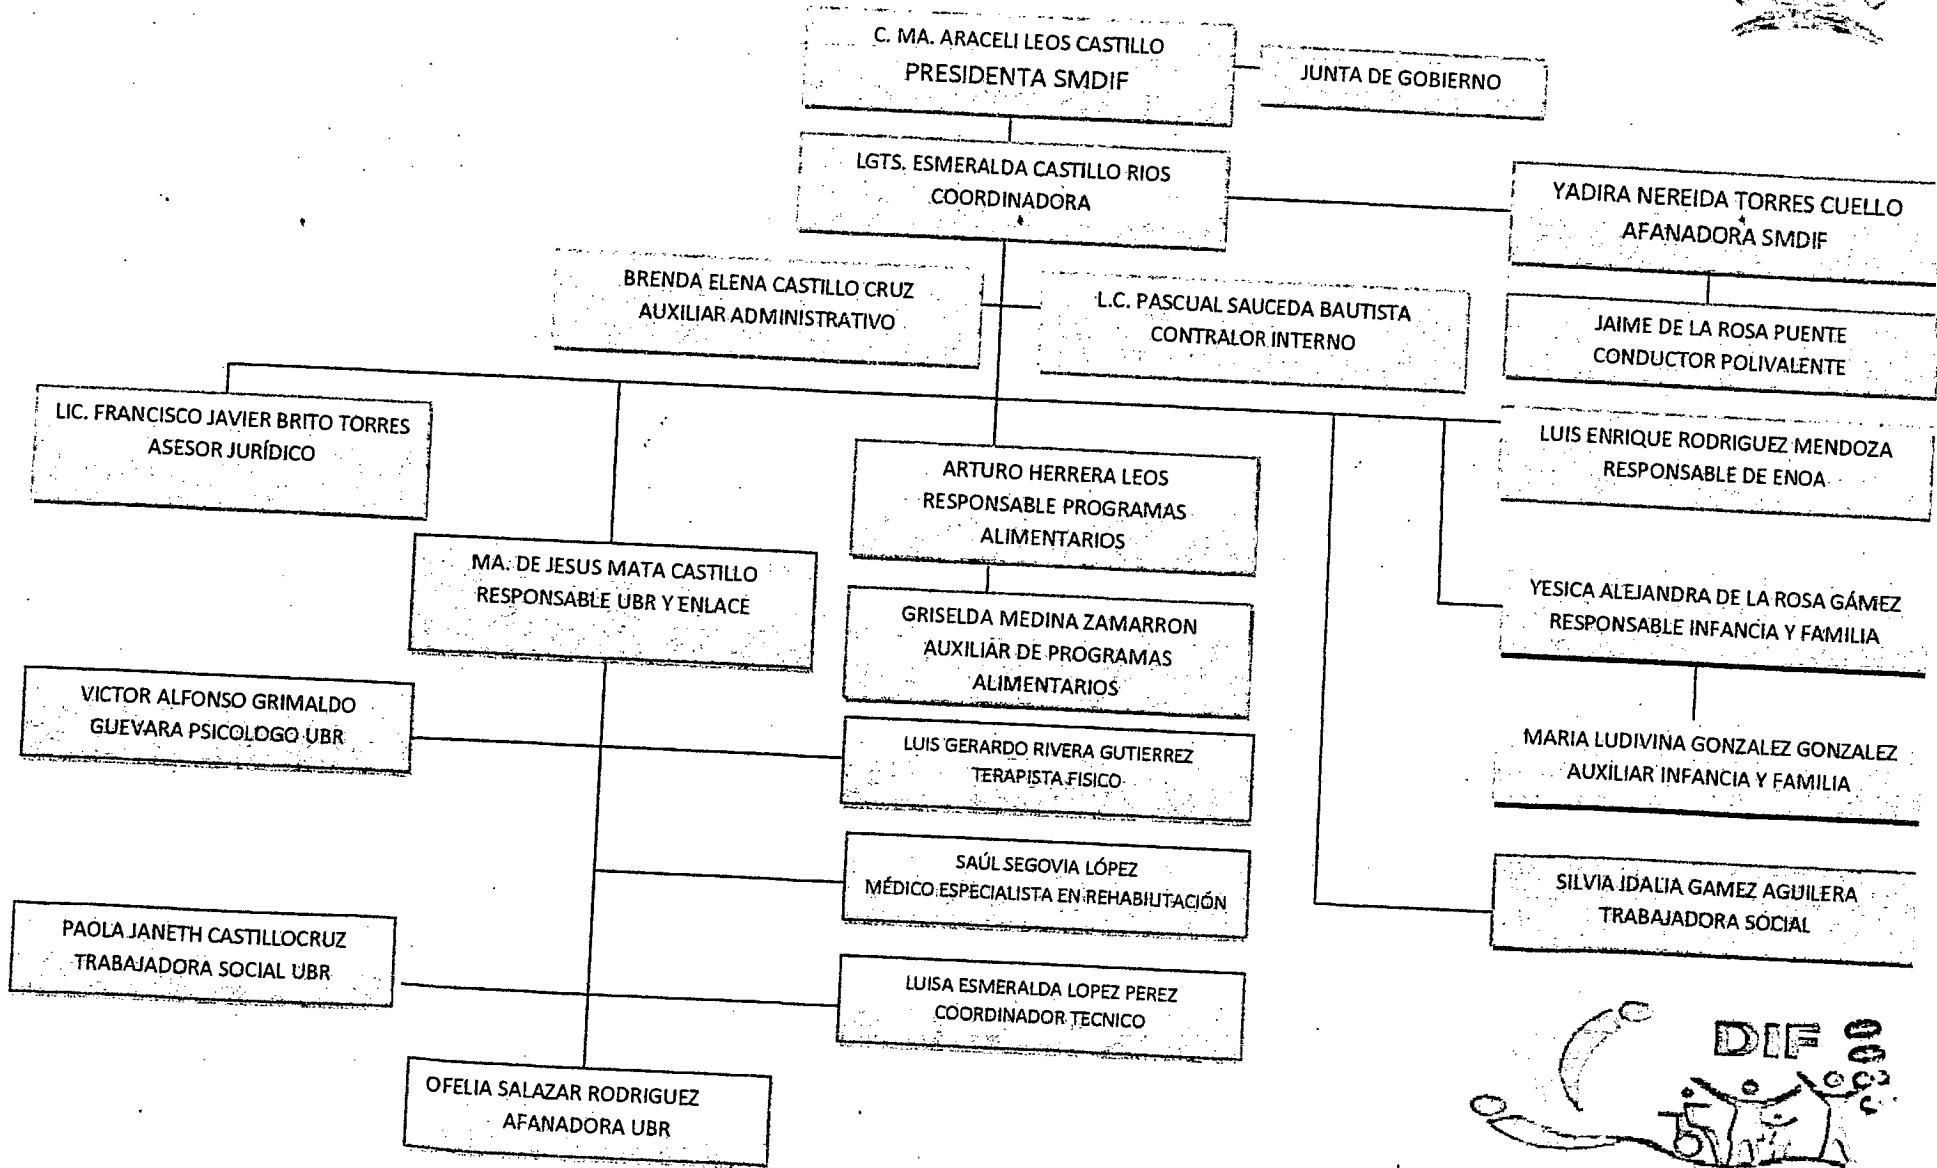 C. MA. ARACELI LEOS CASTILLO
PRESIDENTA SMDIF
JUNTA DE GOBIERNO
LGTS. ESMERALDA CASTILLO RIOS
COORDINADORA
YADIRA NEREIDA TORRES CUELLO
AFANADORA SMDIF
BRENDA ELENA CASTILLO CRUZ
AUXILIAR ADMINISTRATIVO
L.C. PASCUAL SAUCEDA BAUTISTA
CONTRALOR INTERNO
JAIME DE LA ROSA PUENTE
CONDUCTOR POLIVALENTE
LIC. FRANCISCO JAVIER BRITO TORRES
ASESOR JURÍDICO
ARTURO HERRERA LEOS
RESPONSABLE PROGRAMAS
ALIMENTARIOS
LUIS ENRIQUE RODRIGUEZ MENDOZA
RESPONSABLE DE ENOA
MA. DE JESUS MATA CASTILLO
RESPONSABLE UBR Y ENLACE
GRISELDA MEDINA ZAMARRON
AUXILIAR DE PROGRAMAS
ALIMENTARIOS
YESICA ALEJANDRA DE LA ROSA GÁMEZ
RESPONSABLE INFANCIA Y FAMILIA
VICTOR ALFONSO GRIMALDO
GUEVARA PSICOLOGO UBR
LUIS GERARDO RIVERA GUTIERREZ
TERAPISTA FISICO
MARIA LUDIVINA GONZALEZ GONZALEZ
AUXILIAR INFANCIA Y FAMILIA
SAÚL SEGOVIA LÓPEZ
MÉDICO ESPECIALISTA EN REHABILITACIÓN
SILVIA IDALIA GAMEZ AGUILERA
TRABAJADORA SOCIAL
PAOLA JANETH CASTILLOCRUZ
TRABAJADORA SOCIAL UBR
LUISA ESMERALDA LOPEZ PEREZ
COORDINADOR TECNICO
OFELIA SALAZAR RODRIGUEZ
AFANADORA UBR
DIF